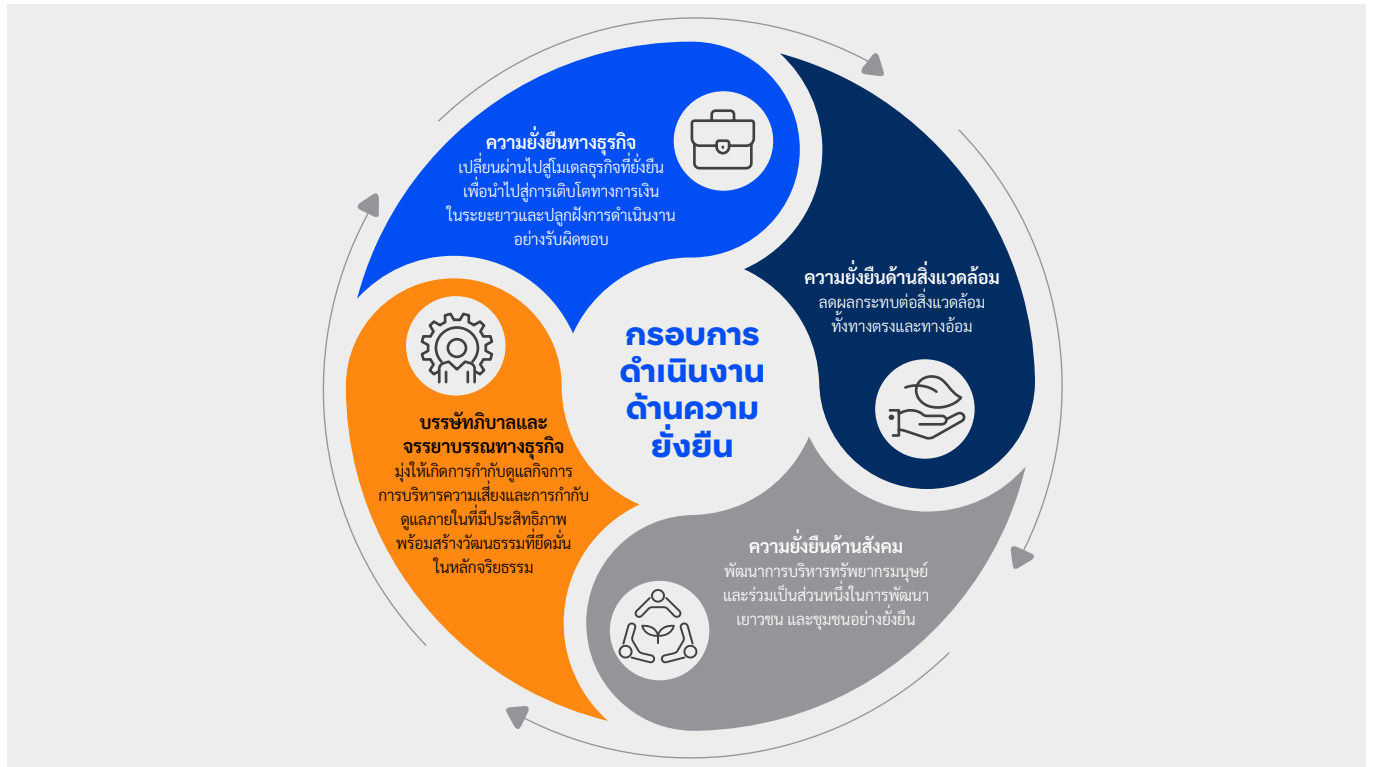 ความยั่งยืนทางธุรกิจ
เปลี่ยนผ่านไปสู่โมเดลธุรกิจที่ยั่งยืน
เพื่อนำไปสู่การเติบโตทางการเงิน
ในระยะยาวและปลูกฝังการดำเนินงาน
อย่างรับผิดชอบ
ความยั่งยืนด้านสิ่งแวดล้อม
ลดผลกระทบต่อสิ่งแวดล้อม
ทั้งทางตรงและทางอ้อม
กรอบการ
ดำเนินงาน
ด้านความ
ยั่งยืน
บรรษัทภิบาลและ
จรรยาบรรณทางธุรกิจ
มุ่งให้เกิดการกำกับดูแลกิจการ
การบริหารความเสี่ยงและการกำกับ
ดูแลภายในที่มีประสิทธิภาพ
พร้อมสร้างวัฒนธรรมที่ยึดมั่น
ในหลักจริยธรรม
ความยั่งยืนด้านสังคม
พัฒนาการบริหารทรัพยากรมนุษย์
และร่วมเป็นส่วนหนึ่งในการพัฒนา
เยาวชน และชุมชนอย่างยั่งยืน